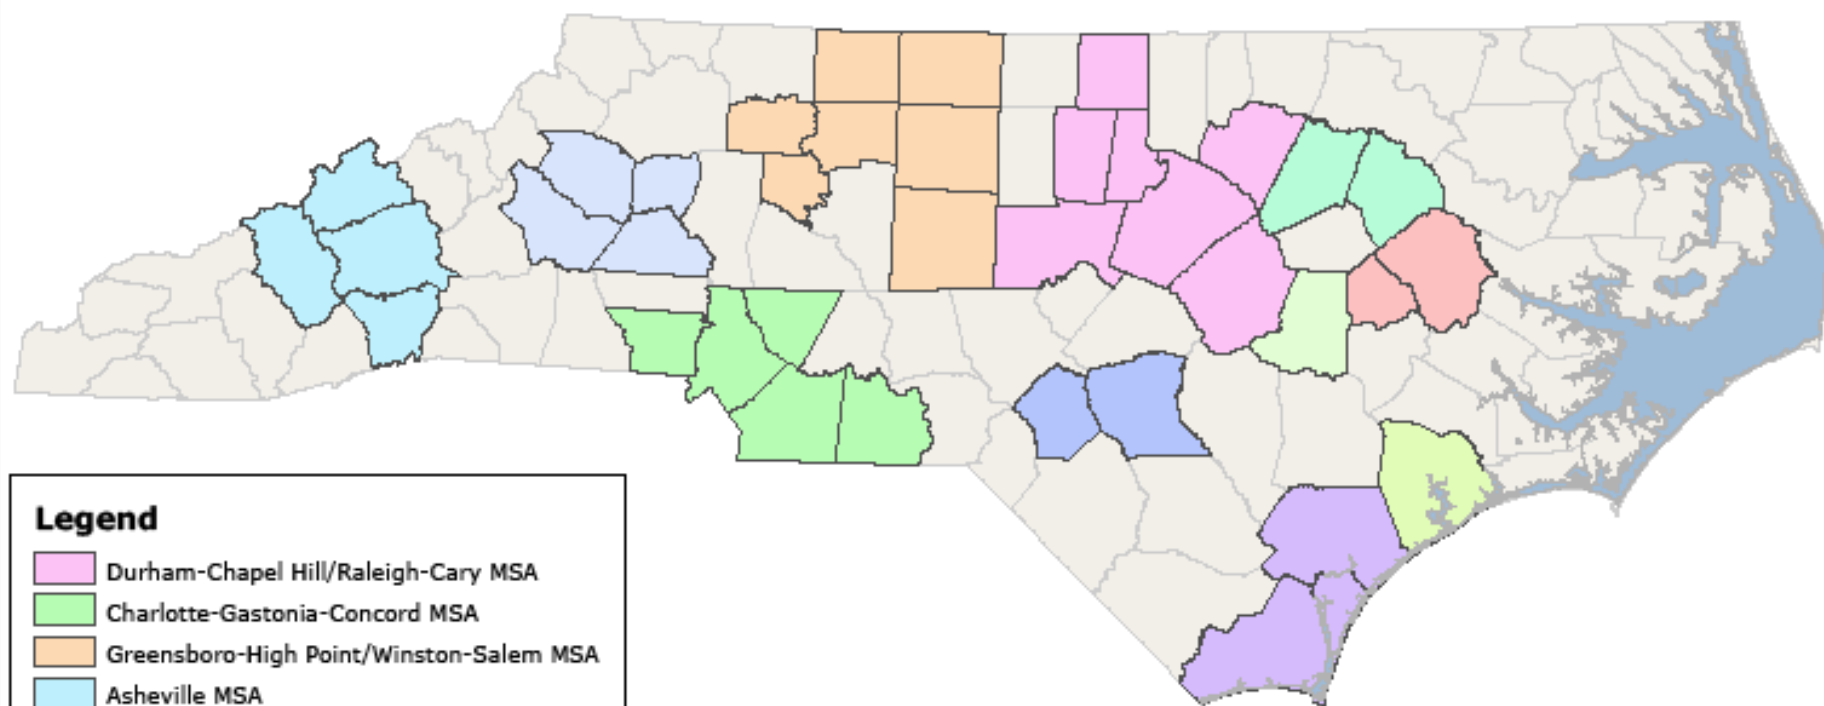 Legend
Durham-Chapel Hill/Raleigh-Cary MSA
Charlotte-Gastonia-Concord MSA
Greensboro-High Point/Winston-Salem MSA
Asheville MSA